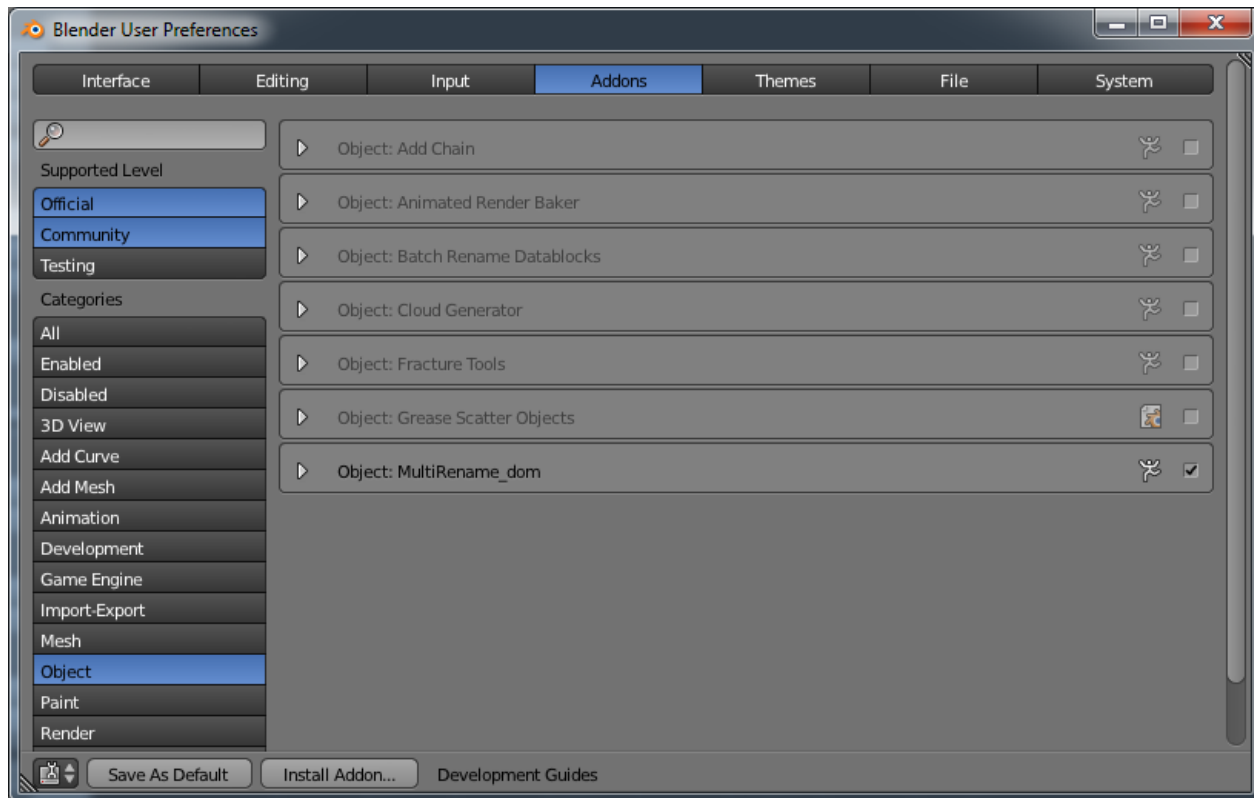 Blender User Preferences
Interface Editing Input Addons Themes File System
Supported Level
Official
Community
Testing
Categories
All
Enabled
Disabled
3D View
Add Curve
Add Mesh
Animation
Development
Game Engine
Import-Export
Mesh
Object
Paint
Render
Object: Add Chain
Object: Animated Render Baker
Object: Batch Rename Datablocks
Object: Cloud Generator
Object: Fracture Tools
Object: Grease Scatter Objects
Object: MultiRename_dom
Save As Default Install Addon... Development Guides